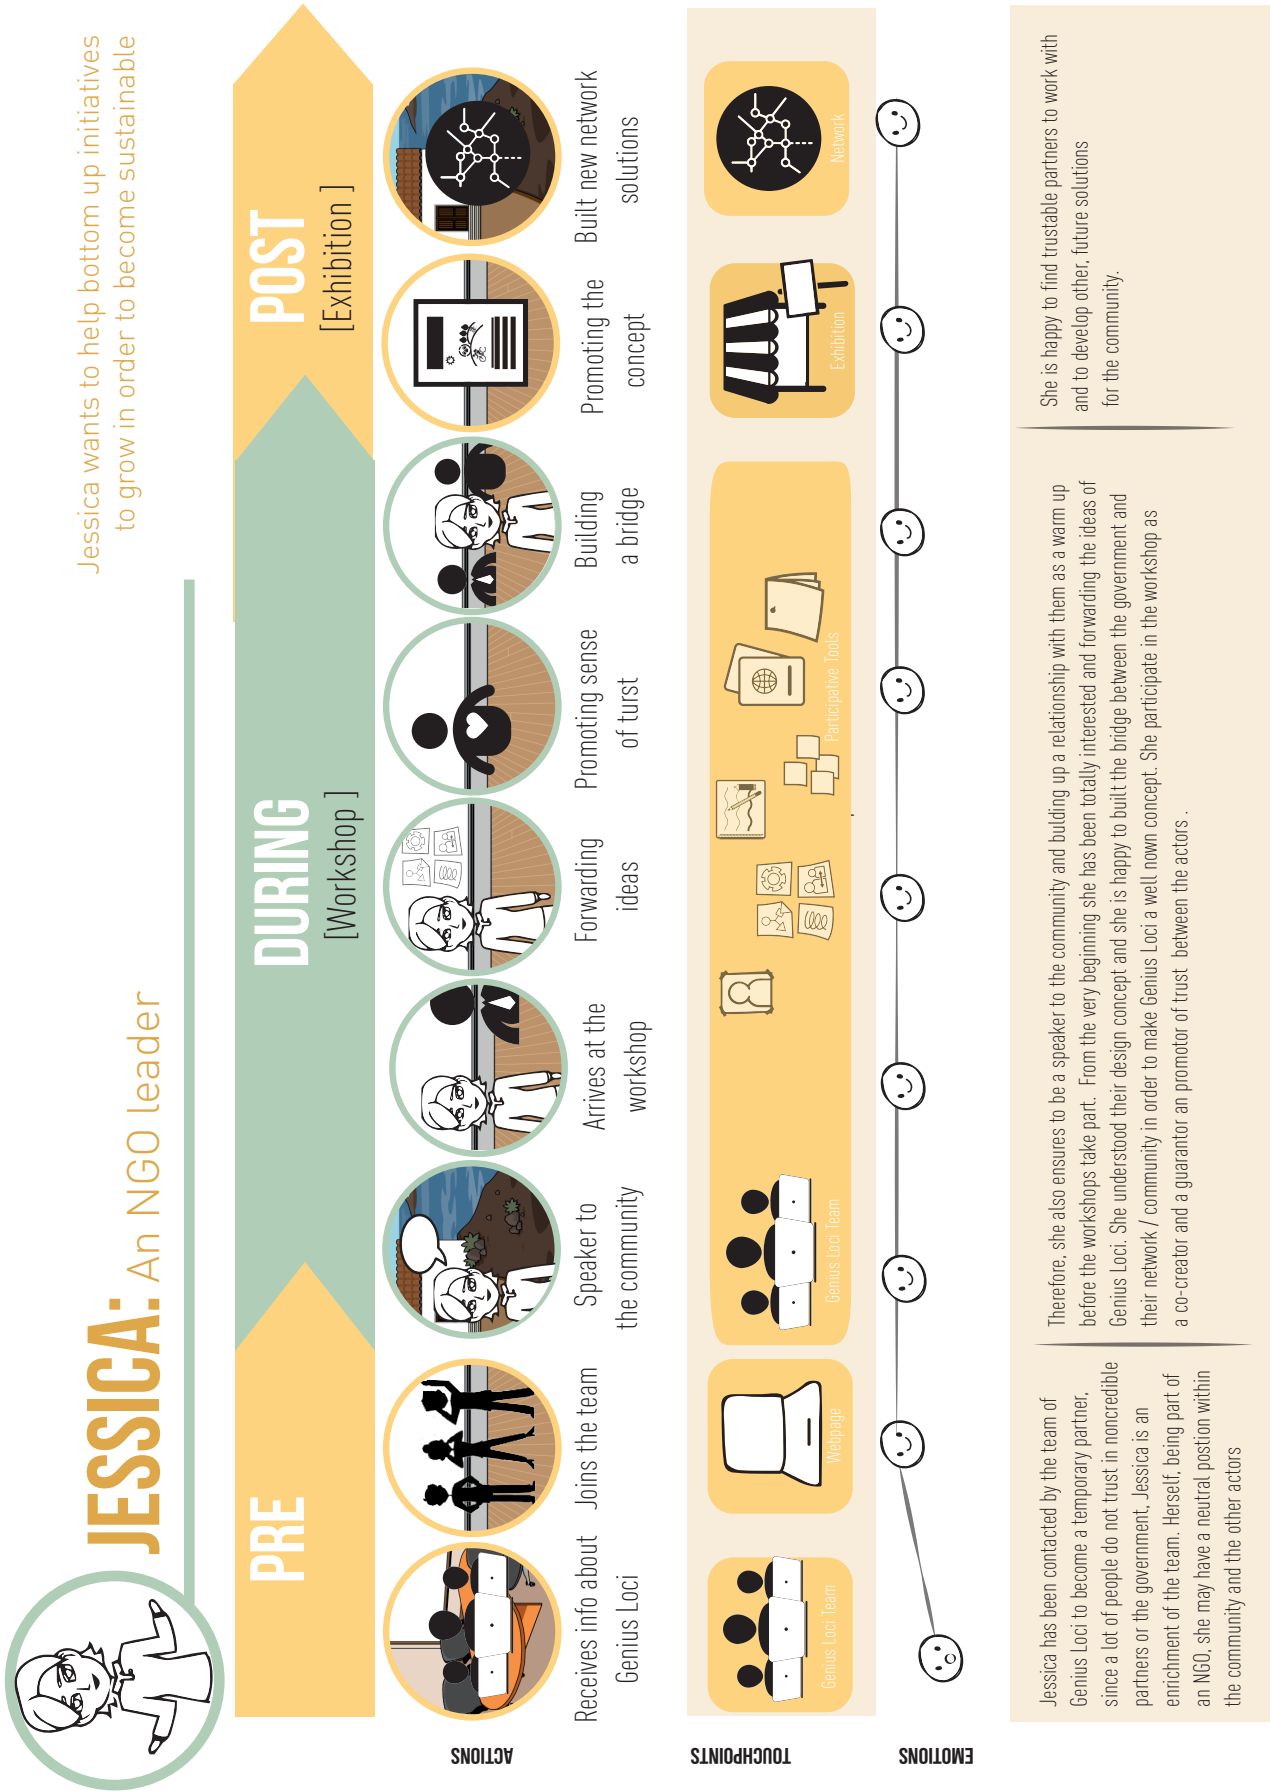 JESSICA: An NGO leader
Jessica wants to help bottom up initiatives
to grow in order to become sustainable
PRE
DURING
[Workshop ]
POST
[Exhibition ]
ACTIONS
Receives info about
Genius Loci
Joins the team
Speaker to
the community
Arrives at the
workshop
Forwarding
ideas
Promoting sense
of turst
Building
a bridge
Promoting the
concept
Built new network
solutions
TOUCHPOINTS
Genius Loci Team
Webpage
Genius Loci Team
Participative Tools
Exhibition
Network
EMOTIONS
Jessica has been contacted by the team of
Genius Loci to become a temporary partner,
since a lot of people do not trust in noncredible
partners or the government, Jessica is an
enrichment of the team. Herself, being part of
an NGO, she may have a neutral postion within
the community and the other actors
Therefore, she also ensures to be a speaker to the community and bulding up a relationship with them as a warm up
before the workshops take part. From the very beginning she has been totally interested and forwarding the ideas of
Genius Loci. She understood their design concept and she is happy to built the bridge between the government and
their network / community in order to make Genius Loci a well nown concept. She participate in the workshop as
a co-creator and a guarantor an promotor of trust between the actors .
She is happy to find trustable partners to work with
and to develop other, future solutions
for the community.